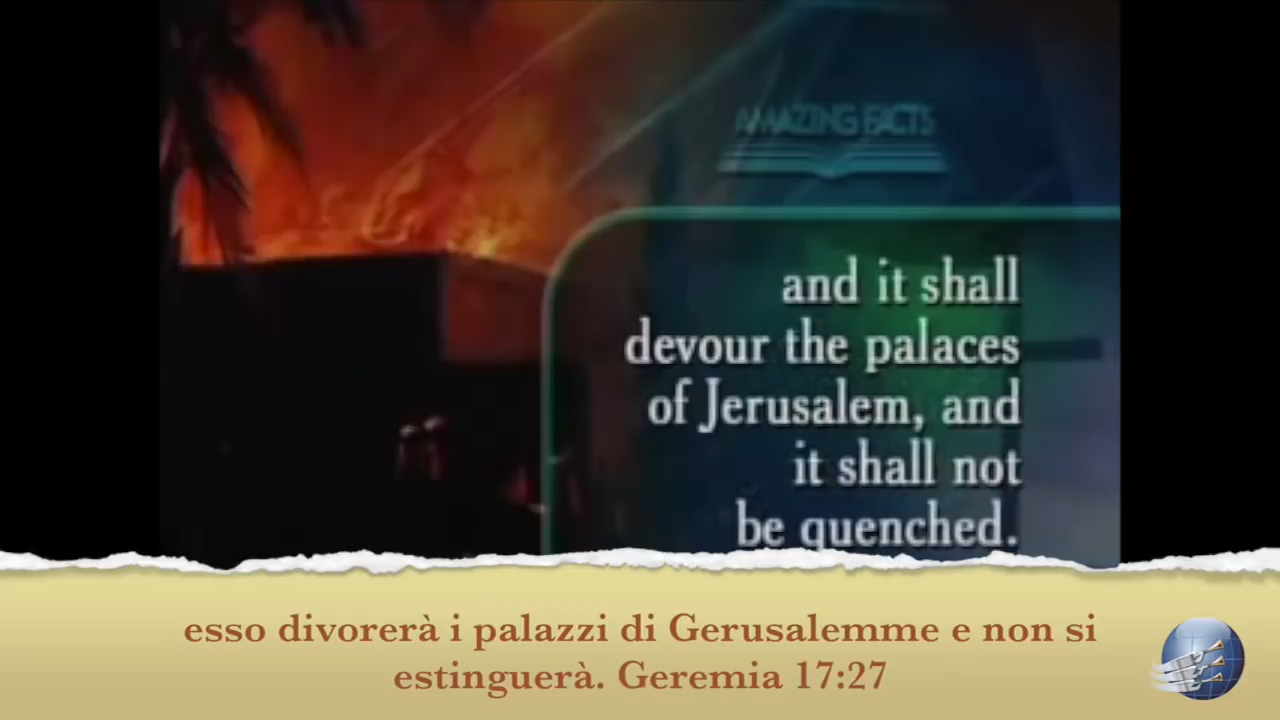 AMAZING FACTS
and it shall
devour the palaces
of Jerusalem, and
it shall not
be quenched.
esso divorerà i palazzi di Gerusalemme e non si
estinguerà. Geremia 17:27